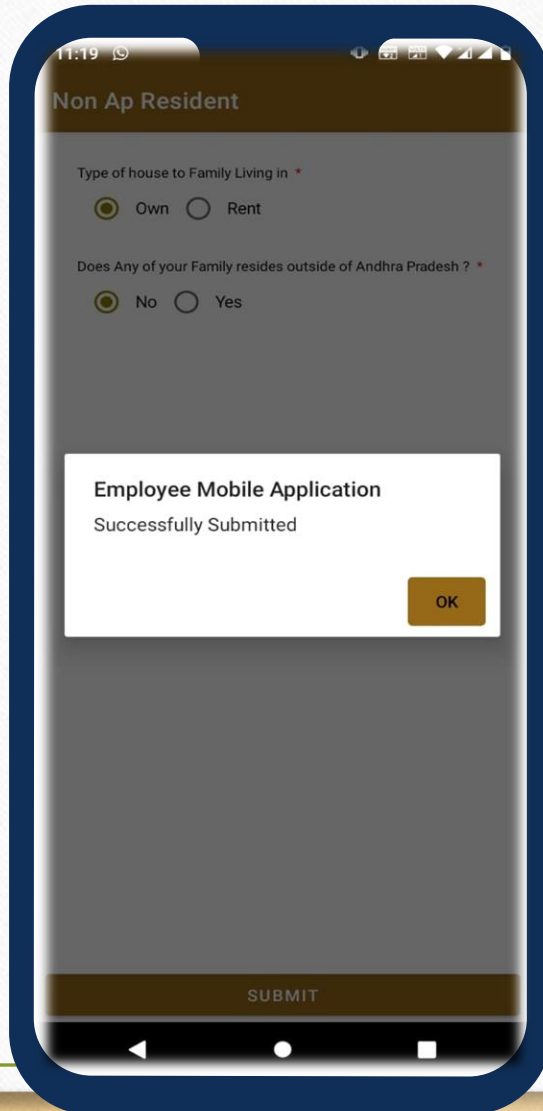 11:19
Non Ap Resident
Type of house to Family Living in *
Own Rent
Does Any of your Family resides outside of Andhra Pradesh ? *
No Yes
Employee Mobile Application
Successfully Submitted
OK
SUBMIT